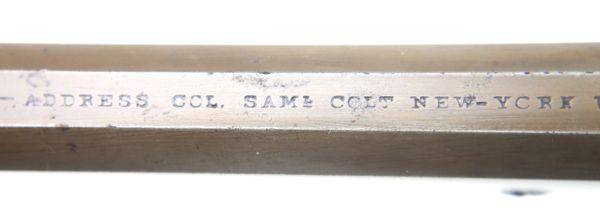 —ADDRESS COL. SAMˡ COLT NEW-YORK U